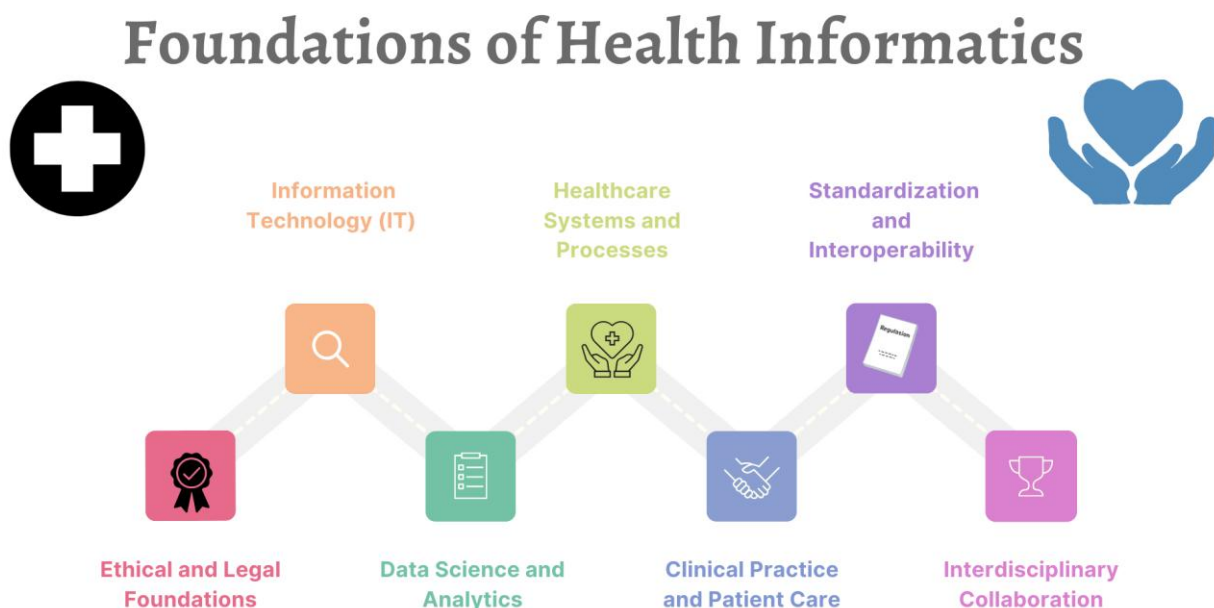 Foundations of Health Informatics
Information
Technology (IT)
Healthcare
Systems and
Processes
Standardization
and
Interoperability
Regulation
Ethical and Legal
Foundations
Data Science and
Analytics
Clinical Practice
and Patient Care
Interdisciplinary
Collaboration